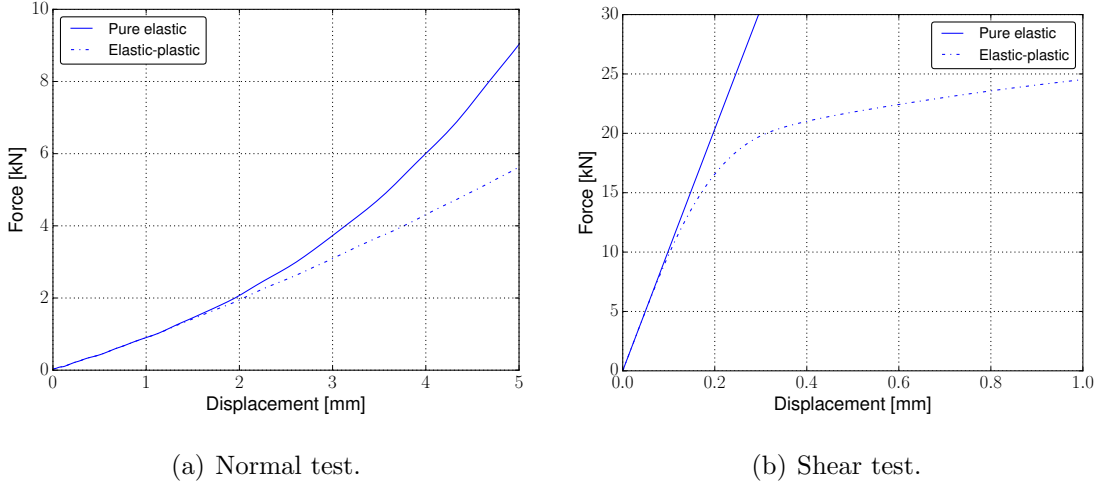 Pure elastic
Elastic-plastic
Force [kN]
10
8
6
4
2
0
0 1 2 3 4 5
Displacement [mm]
(a) Normal test.
Pure elastic
Elastic-plastic
Force [kN]
30
25
20
15
10
5
0
0.0 0.2 0.4 0.6 0.8 1.0
Displacement [mm]
(b) Shear test.